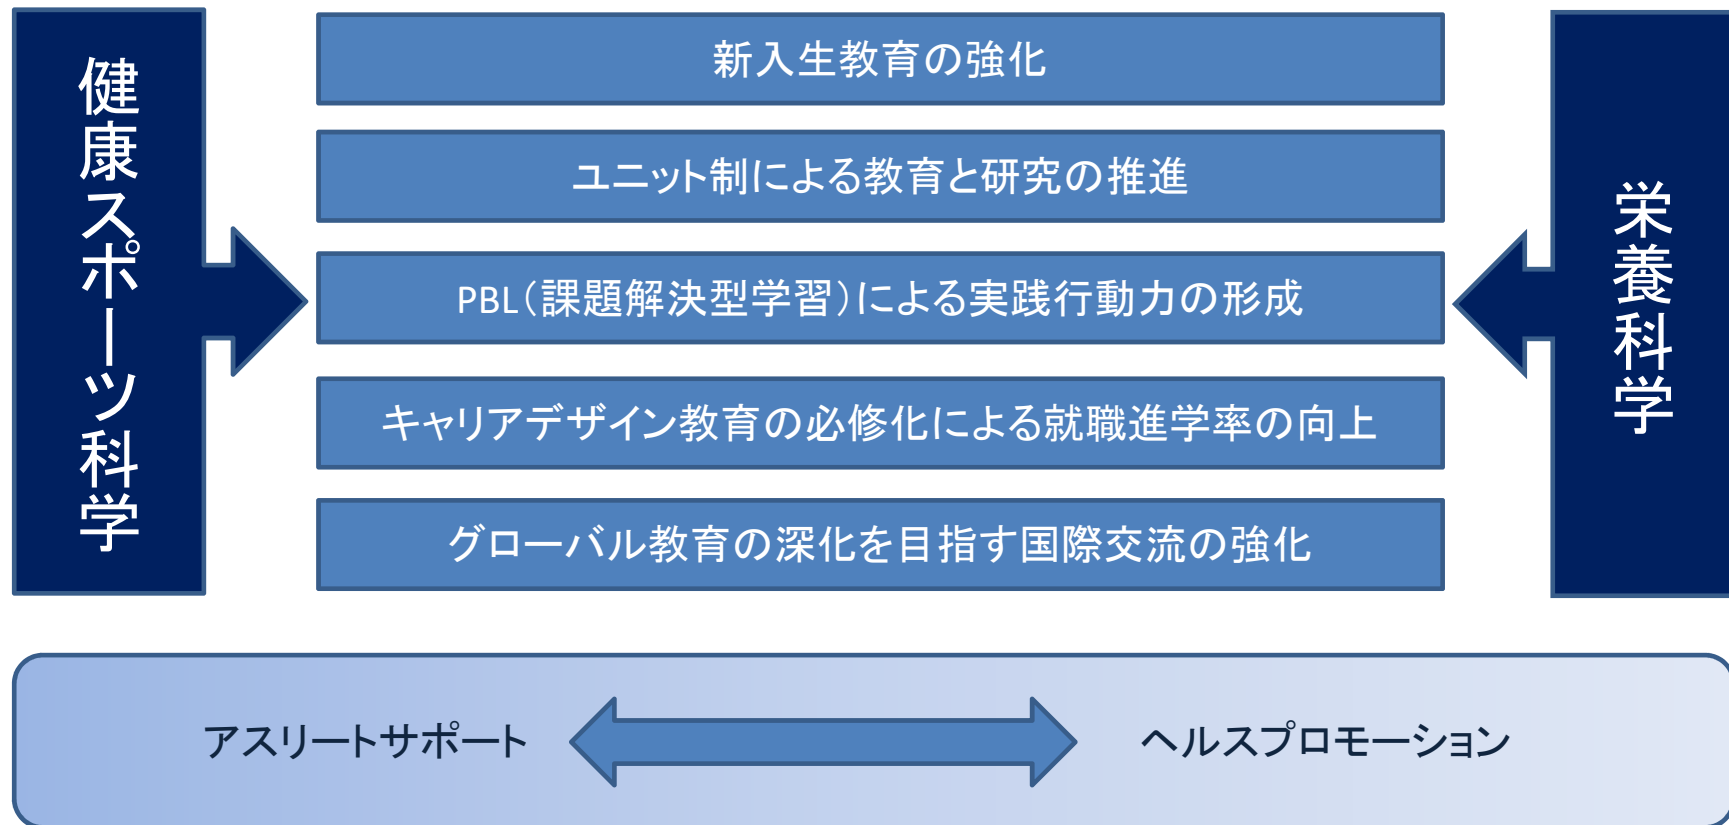 健康スポーツ科学
新入生教育の強化
ユニット制による教育と研究の推進
PBL（課題解決型学習）による実践行動力の形成
キャリアデザイン教育の必修化による就職進学率の向上
グローバル教育の深化を目指す国際交流の強化
栄養科学
アスリートサポート
ヘルスプロモーション